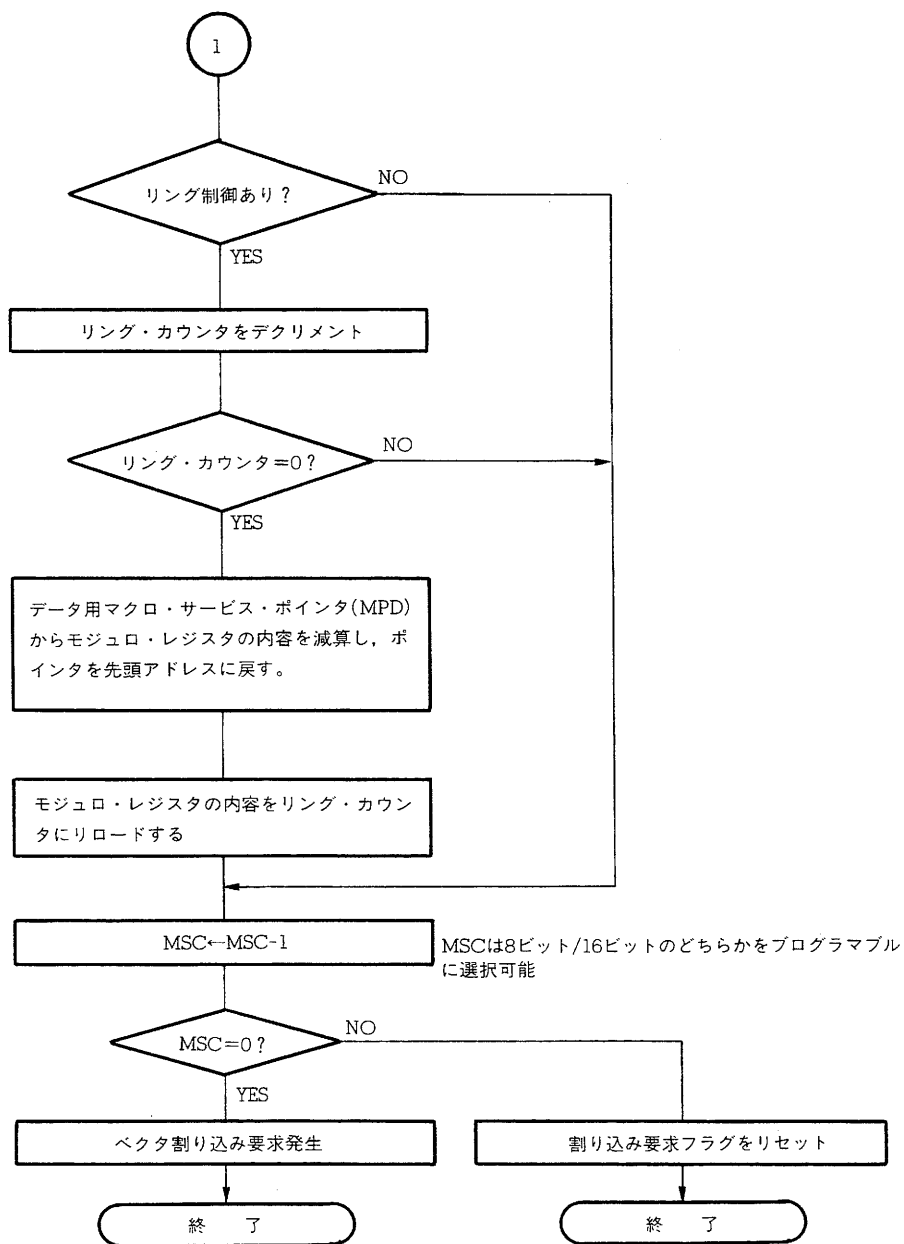 1
リング制御あり?
NO
YES
リング・カウンタをデクリメント
リング・カウンタ=0?
NO
YES
データ用マクロ・サービス・ポインタ(MPD)
からモジュロ・レジスタの内容を減算し，ポ
インタを先頭アドレスに戻す。
モジュロ・レジスタの内容をリング・カウン
タにリロードする
MSC←MSC-1
MSCは8ビット/16ビットのどちらかをプログラマブル
に選択可能
MSC=0?
NO
YES
ベクタ割り込み要求発生
割り込み要求フラグをリセット
終 了
終 了